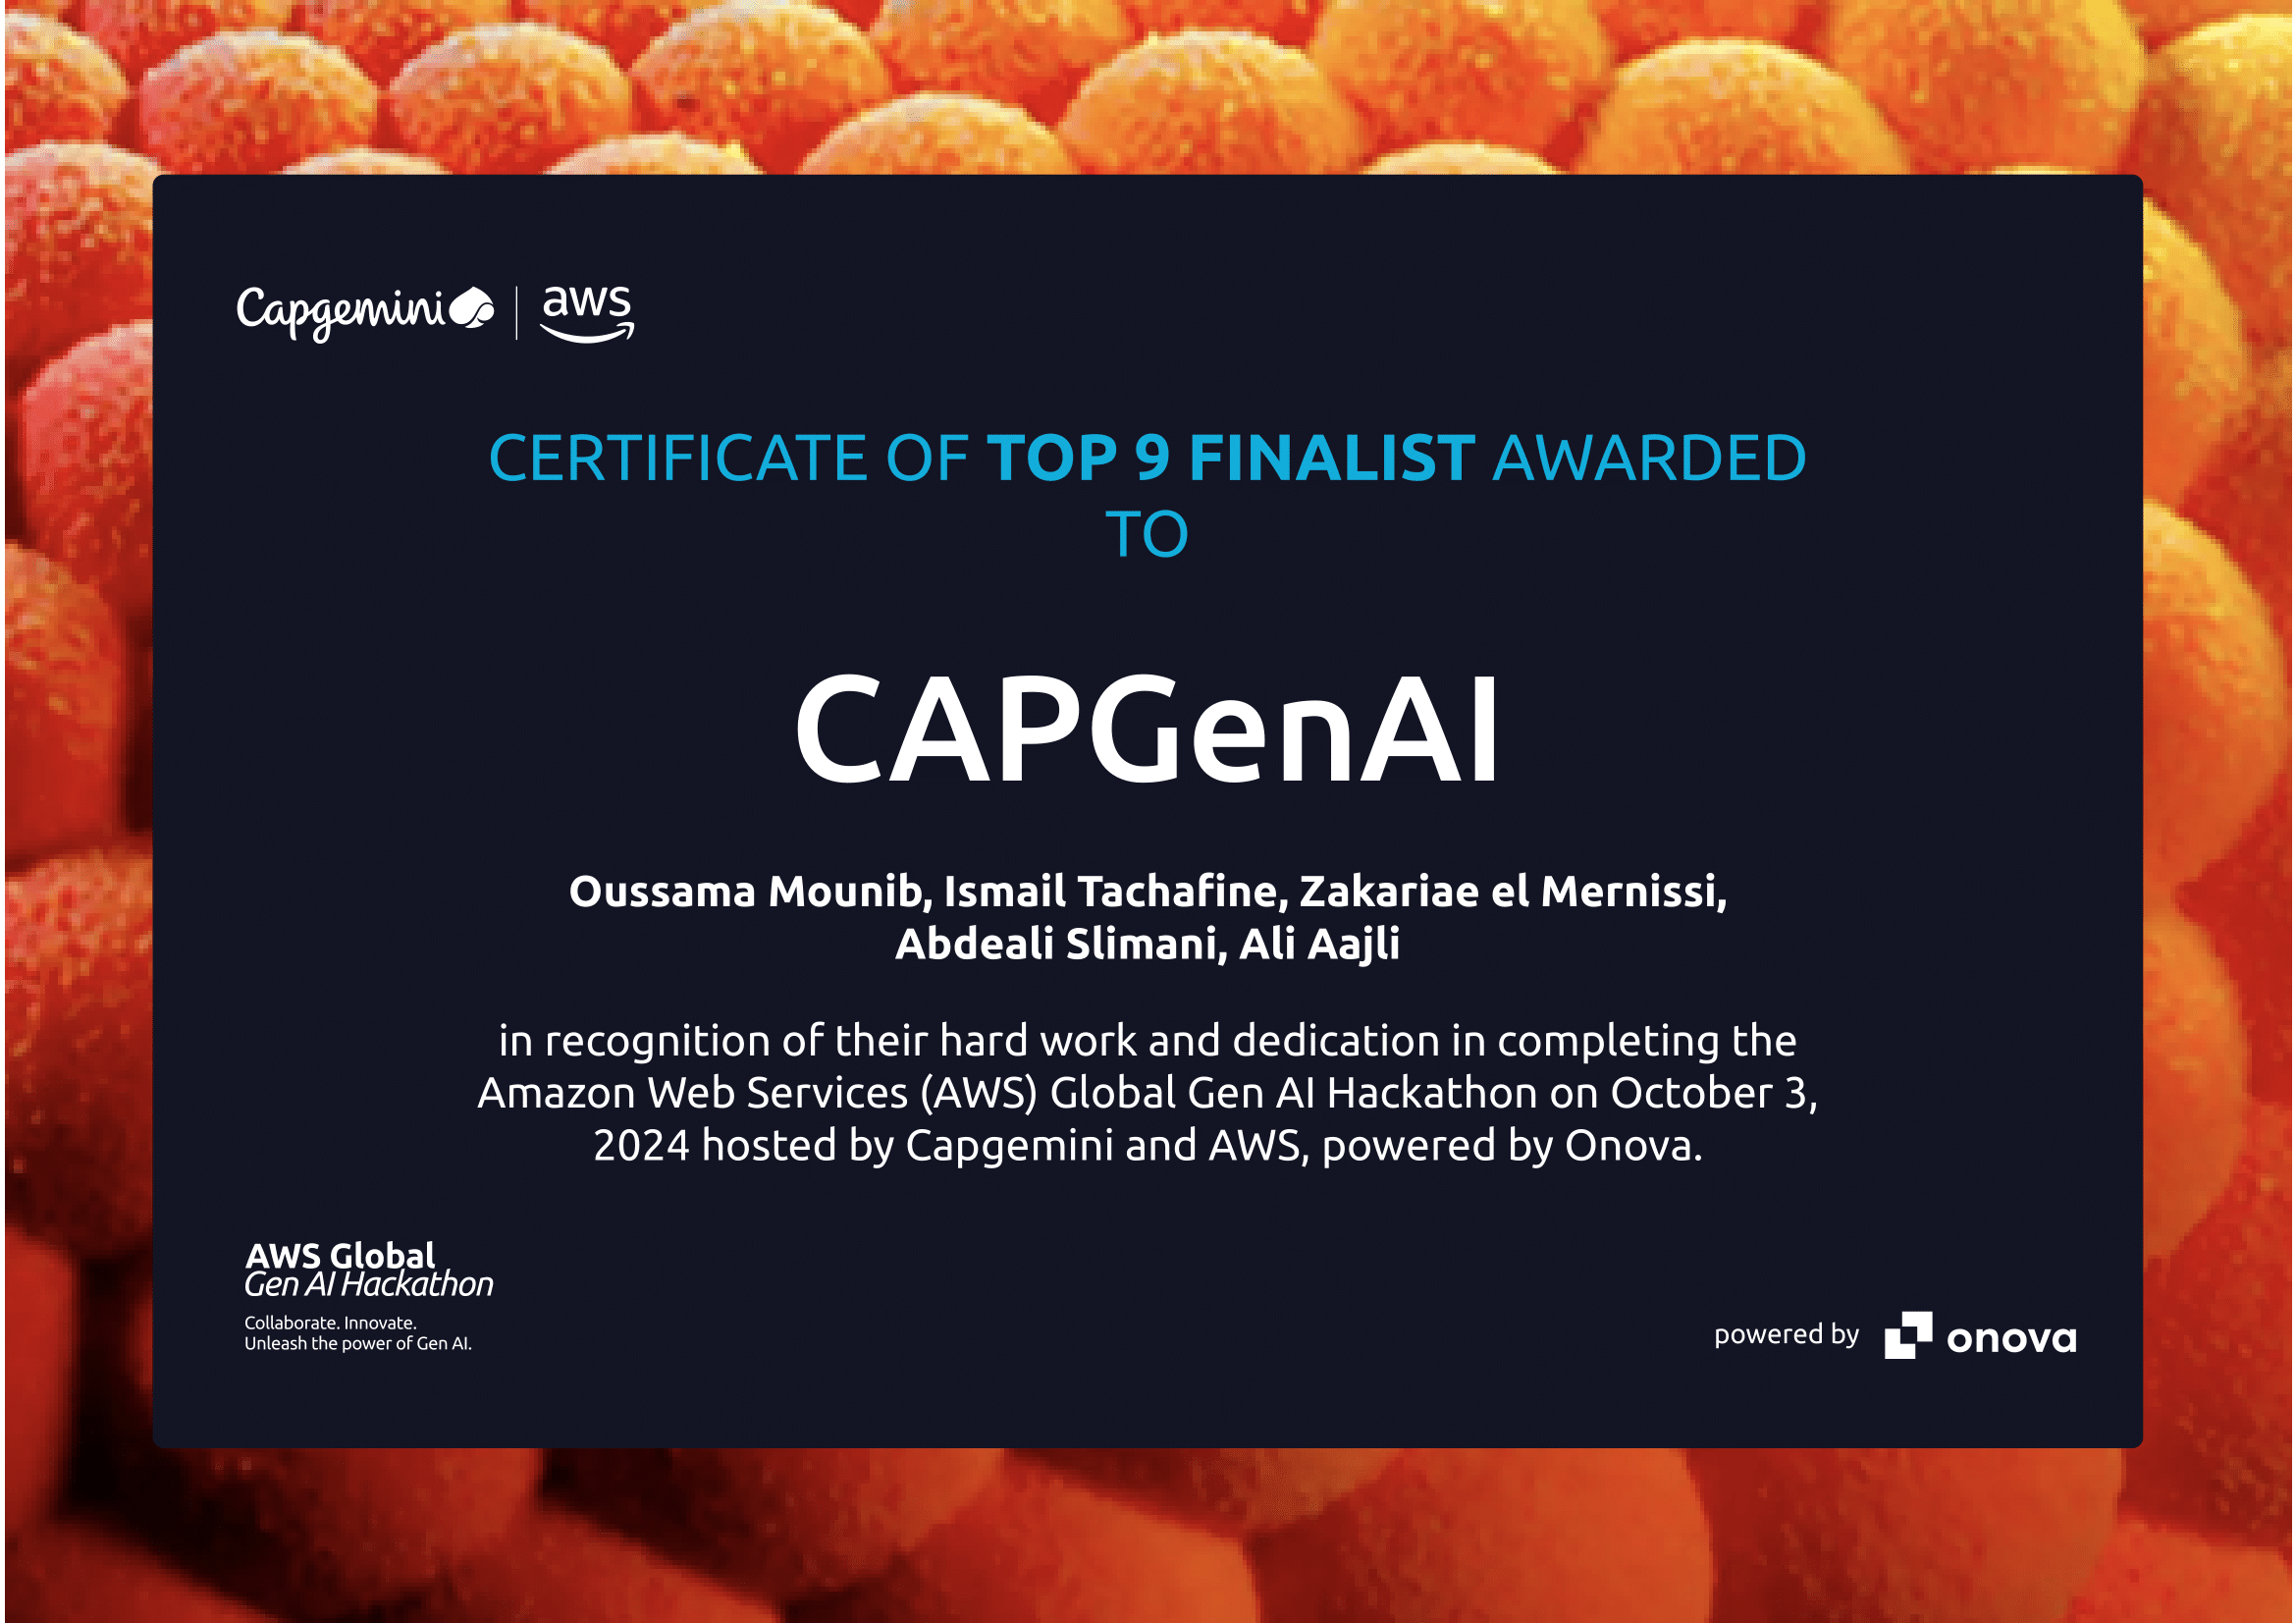 Capgemini | aws
CERTIFICATE OF TOP 9 FINALIST AWARDED
TO
CAPGenAI
Oussama Mounib, Ismail Tachafine, Zakariae el Mernissi,
Abdeali Slimani, Ali Aajli
in recognition of their hard work and dedication in completing the
Amazon Web Services (AWS) Global Gen AI Hackathon on October 3,
2024 hosted by Capgemini and AWS, powered by Onova.
AWS Global
Gen AI Hackathon
Collaborate. Innovate.
Unleash the power of Gen AI.
powered by onova